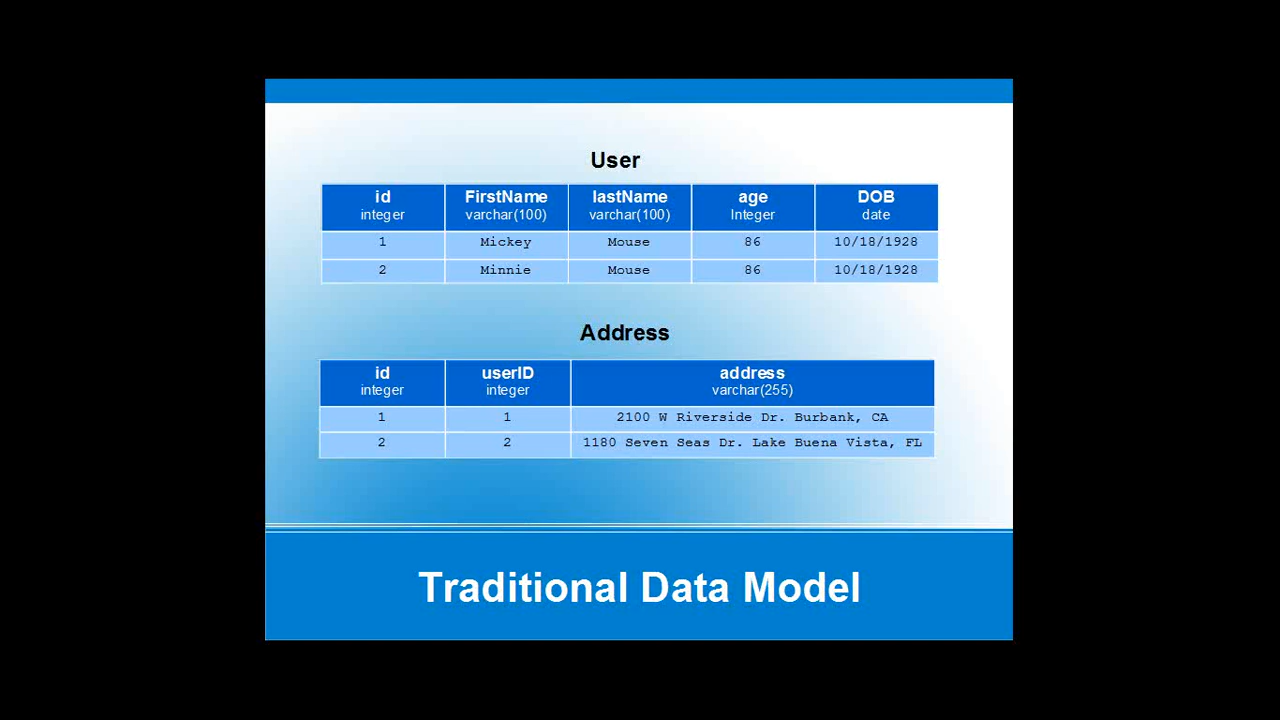 User
id FirstName lastName age DOB
integer varchar(100) varchar(100) Integer date
1 Mickey Mouse 86 10/18/1928
2 Minnie Mouse 86 10/18/1928
Address
id userID address
integer integer varchar(255)
1 1 2100 W Riverside Dr. Burbank, CA
2 2 1180 Seven Seas Dr. Lake Buena Vista, FL
Traditional Data Model